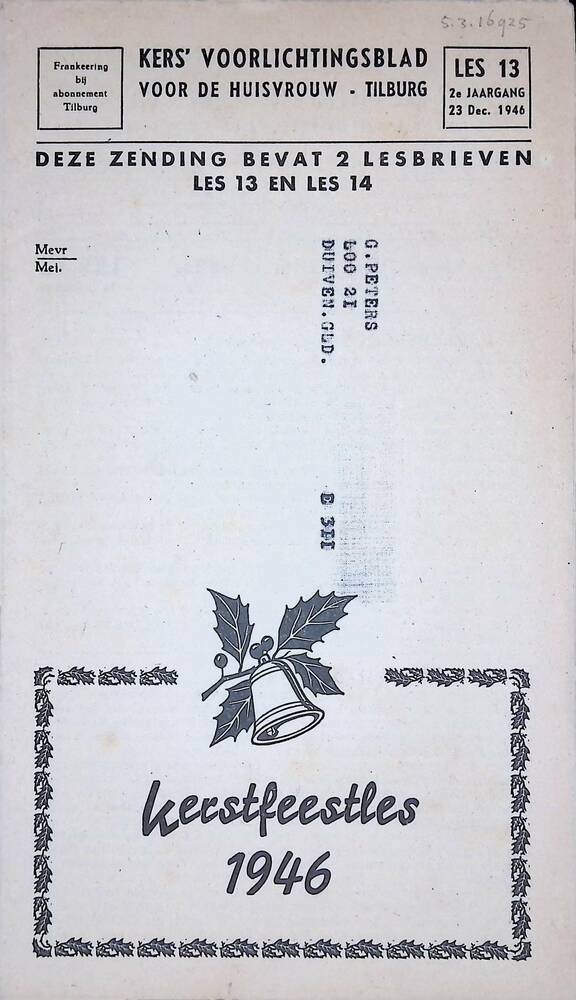 5.3.16925
Frankeering
bij
abonnement
Tilburg
KERS' VOORLICHTINGSBLAD
VOOR DE HUISVROUW - TILBURG
LES 13
2e JAARGANG
23 Dec. 1946
DEZE ZENDING BEVAT 2 LESBRIEVEN
LES 13 EN LES 14
Mevr
Mej.
G.PETERS
LOO 21
DUIVEN.GLD.
E 3II
kerstfeestles
1946